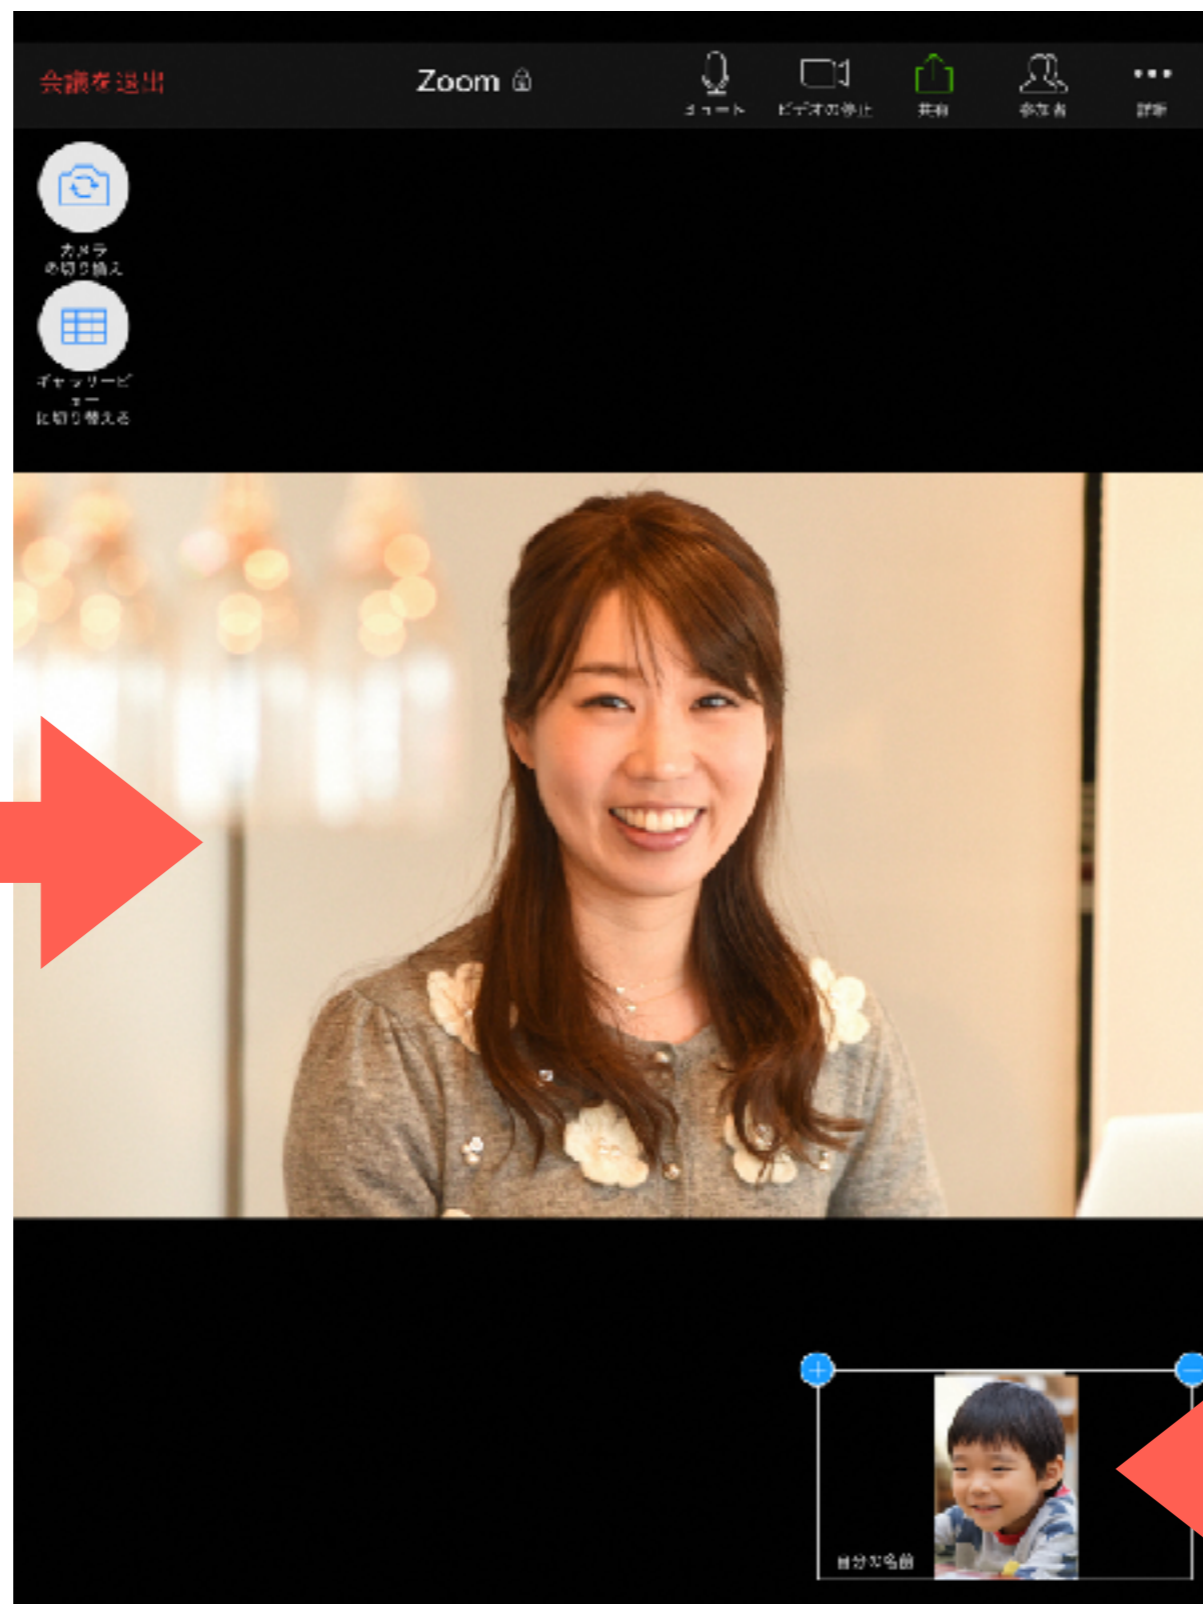 会議を退出
Zoom
ミュート
ビデオの停止
共有
参加者
詳細
カメラ
の切り換え
ギャラリービ
ュー
に切り替える
自分の名前